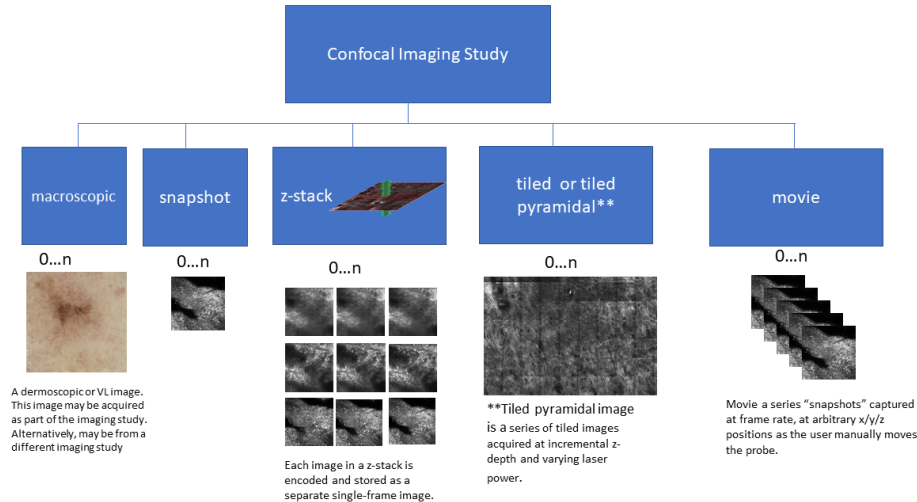 Confocal Imaging Study
macroscopic
snapshot
z-stack
tiled or tiled
pyramidal**
movie
0...n
0...n
0...n
0...n
0...n
A dermoscopic or VL image.
This image may be acquired
as part of the imaging study.
Alternatively, may be from a
different imaging study
Each image in a z-stack is
encoded and stored as a
separate single-frame image.
**Tiled pyramidal image
is a series of tiled images
acquired at incremental z-
depth and varying laser
power.
Movie a series “snapshots” captured
at frame rate, at arbitrary x/y/z
positions as the user manually moves
the probe.